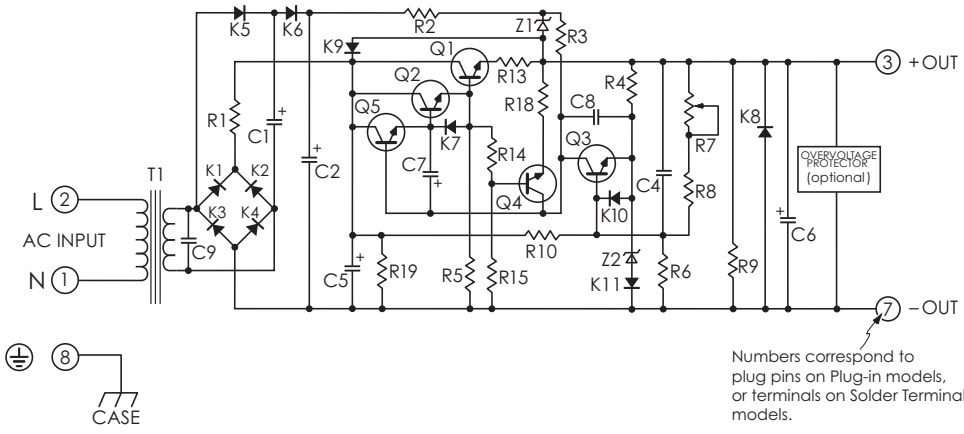 K5
K6
R2
Z1
R3
K9
Q1
R13
3
+OUT
Q2
R4
R18
C8
Q5
R1
C1
+
C2
+
K7
Q3
R7
K8
OVERVOLTAGE
PROTECTOR
(optional)
T1
K1
K2
C7
+
R14
Q4
K10
C4
R8
L
2
K3
K4
AC INPUT
C9
R10
C6
+
N
1
C5
+
R19
R5
R15
Z2
K11
R6
R9
7
–OUT
8
CASE
Numbers correspond to
plug pins on Plug-in models,
or terminals on Solder Terminal
models.